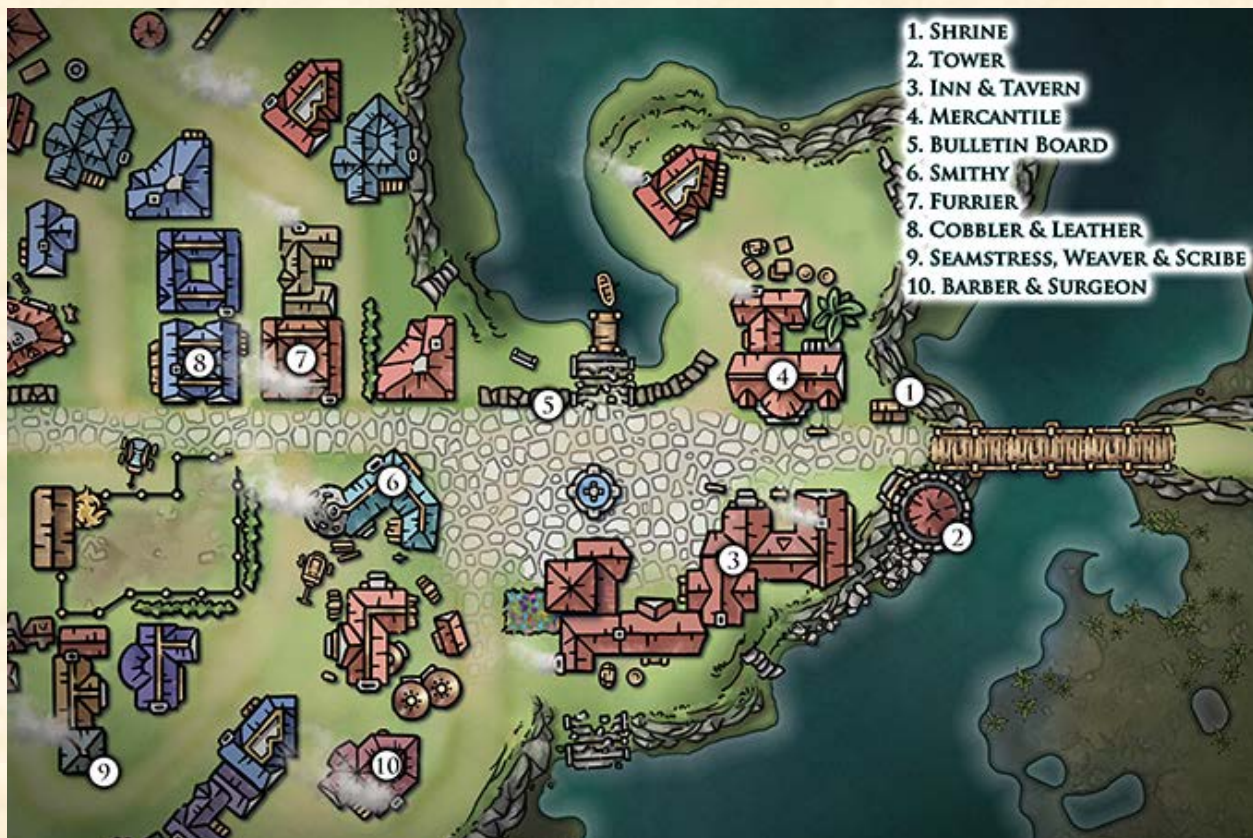 1. Shrine
2. Tower
3. Inn & Tavern
4. Mercantile
5. Bulletin Board
6. Smithy
7. Furrier
8. Cobbler & Leather
9. Seamstress, Weaver & Scribe
10. Barber & Surgeon
8
7
5
4
1
6
3
2
9
10